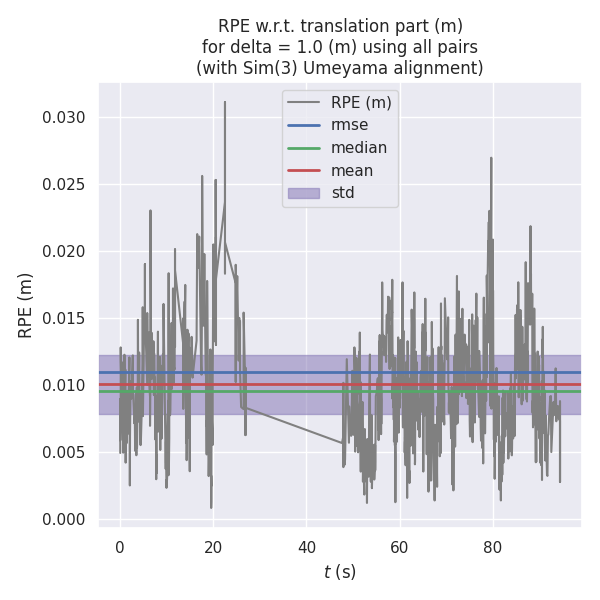 RPE w.r.t. translation part (m)
for delta = 1.0 (m) using all pairs
(with Sim(3) Umeyama alignment)
RPE (m)
rmse
median
mean
std
RPE (m)
0.030
0.025
0.020
0.015
0.010
0.005
0.000
0
20
40
60
80
t (s)